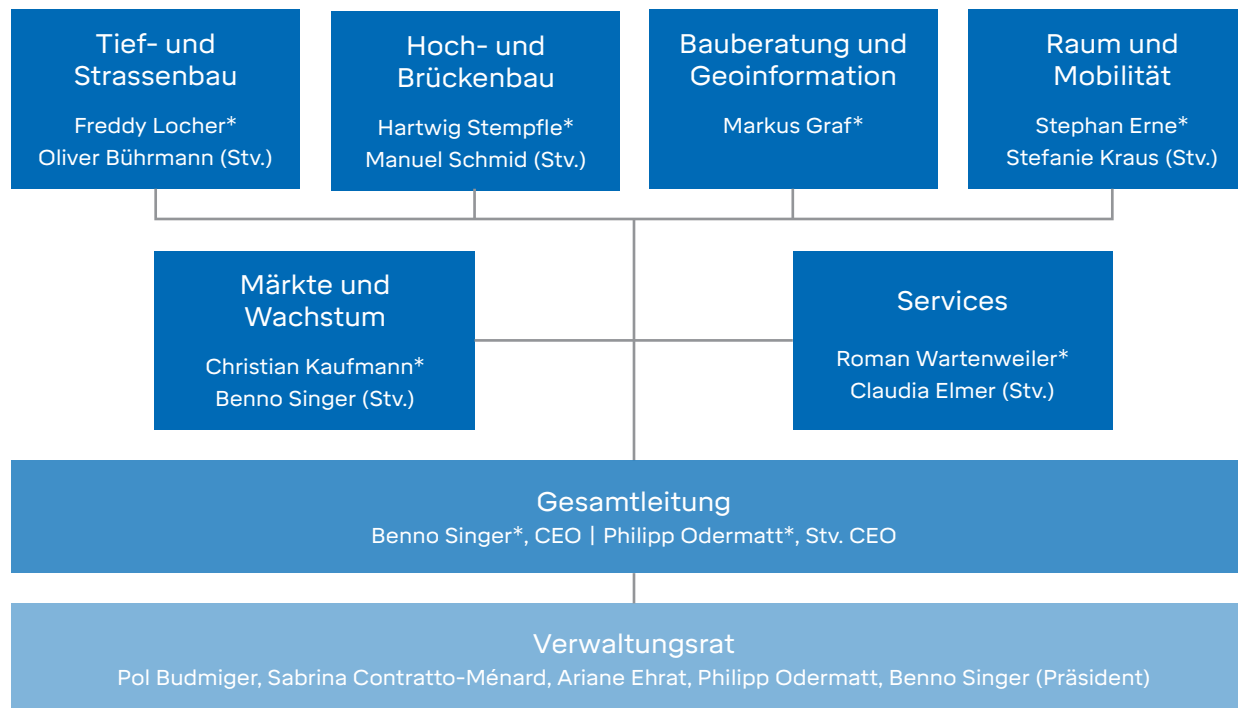 Tief- und
Strassenbau
Freddy Locher*
Oliver Bührmann (Stv.)
Hoch- und
Brückenbau
Hartwig Stempfle*
Manuel Schmid (Stv.)
Bauberatung und
Geoinformation
Markus Graf*
Raum und
Mobilität
Stephan Erne*
Stefanie Kraus (Stv.)
Märkte und
Wachstum
Christian Kaufmann*
Benno Singer (Stv.)
Services
Roman Wartenweiler*
Claudia Elmer (Stv.)
Gesamtleitung
Benno Singer*, CEO | Philipp Odermatt*, Stv. CEO
Verwaltungsrat
Pol Budmiger, Sabrina Contratto-Ménard, Ariane Ehrat, Philipp Odermatt, Benno Singer (Präsident)